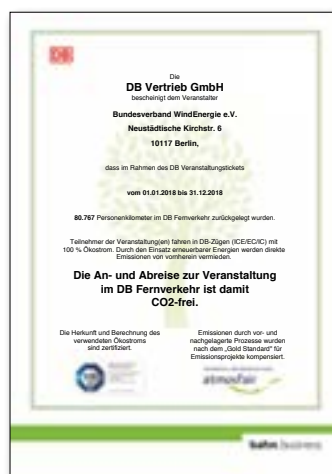 DB
Die
DB Vertrieb GmbH
bescheinigt dem Veranstalter
Bundesverband WindEnergie e.V.
Neustädtische Kirchstr. 6
10117 Berlin,
dass im Rahmen des DB Veranstaltungstickets
vom 01.01.2018 bis 31.12.2018
80.767 Personenkilometer im DB Fernverkehr zurückgelegt wurden.
Teilnehmer der Veranstaltung(en) fahren in DB-Zügen (ICE/EC/IC) mit
100 % Ökostrom. Durch den Einsatz erneuerbarer Energien werden direkte
Emissionen von vornherein vermieden.
Die An- und Abreise zur Veranstaltung
im DB Fernverkehr ist damit
CO2-frei.
Die Herkunft und Berechnung des
verwendeten Ökostroms
sind zertifiziert.
Emissionen durch vor- und
nachgelagerte Prozesse wurden
nach dem „Gold Standard" für
Emissionsprojekte kompensiert.
atmosfair
bahn.business